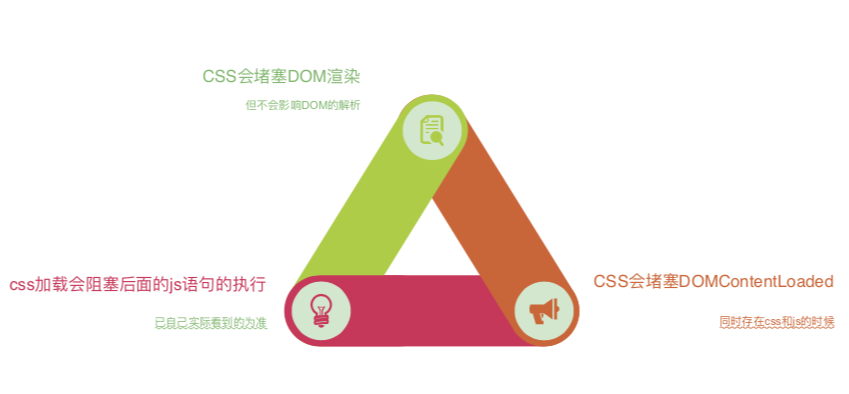 CSS会堵塞DOM渲染
但不会影响DOM的解析
css加载会阻塞后面的js语句的执行
已自己实际看到的为准
CSS会堵塞DOMContentLoaded
同时存在css和js的时候